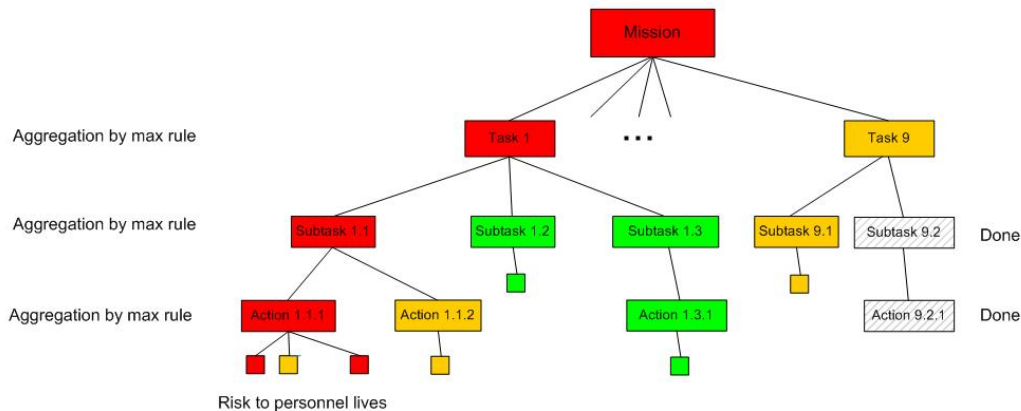 Mission
Aggregation by max rule
Task 1
...
Task 9
Aggregation by max rule
Subtask 1.1
Subtask 1.2
Subtask 1.3
Subtask 9.1
Subtask 9.2
Done
Aggregation by max rule
Action 1.1.1
Action 1.1.2
Action 1.3.1
Action 9.2.1
Done
Risk to personnel lives